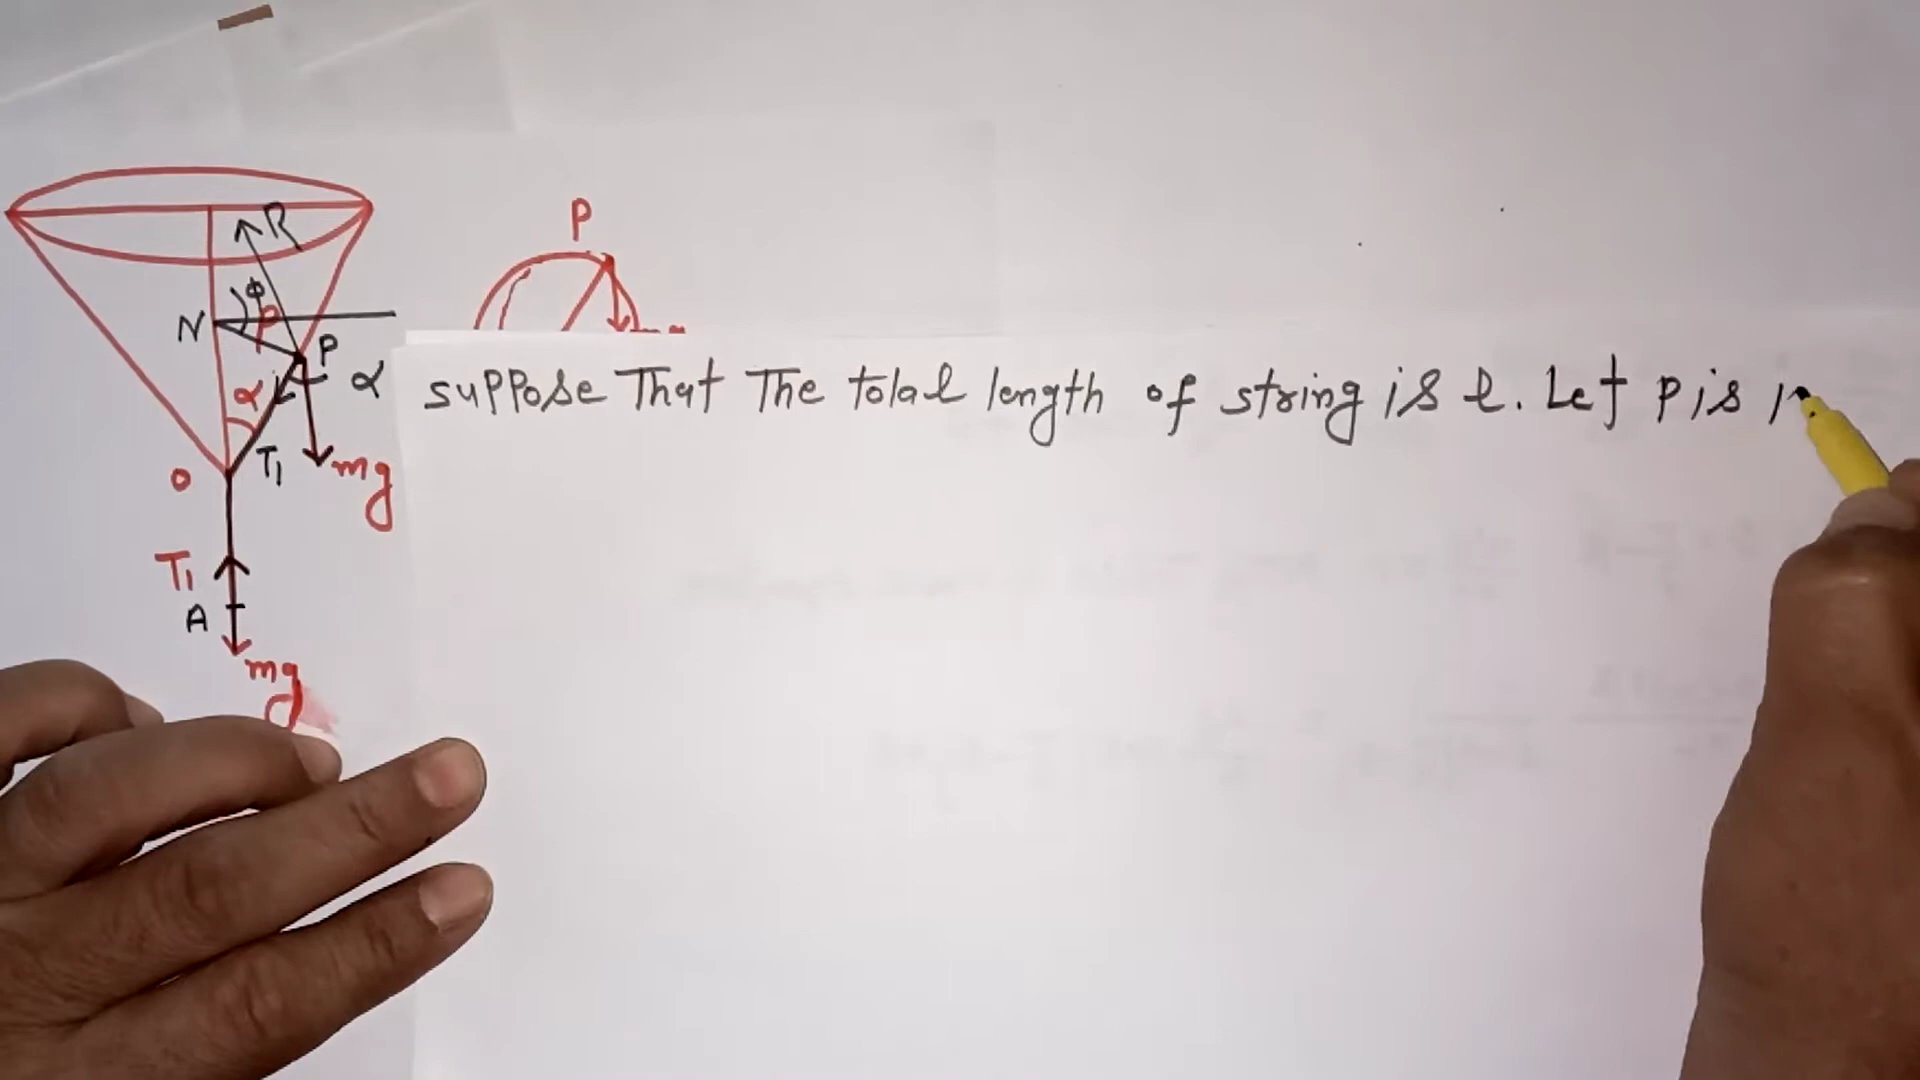 R
P
ϕ
N
P
P
α
α
suppose That The total length of string is l. Let P is
T1
mg
o
T1
A
mg